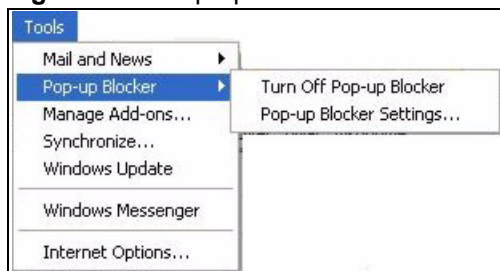 Tools
Mail and News
Pop-up Blocker
Turn Off Pop-up Blocker
Manage Add-ons...
Pop-up Blocker Settings...
Synchronize...
Windows Update
Windows Messenger
Internet Options...